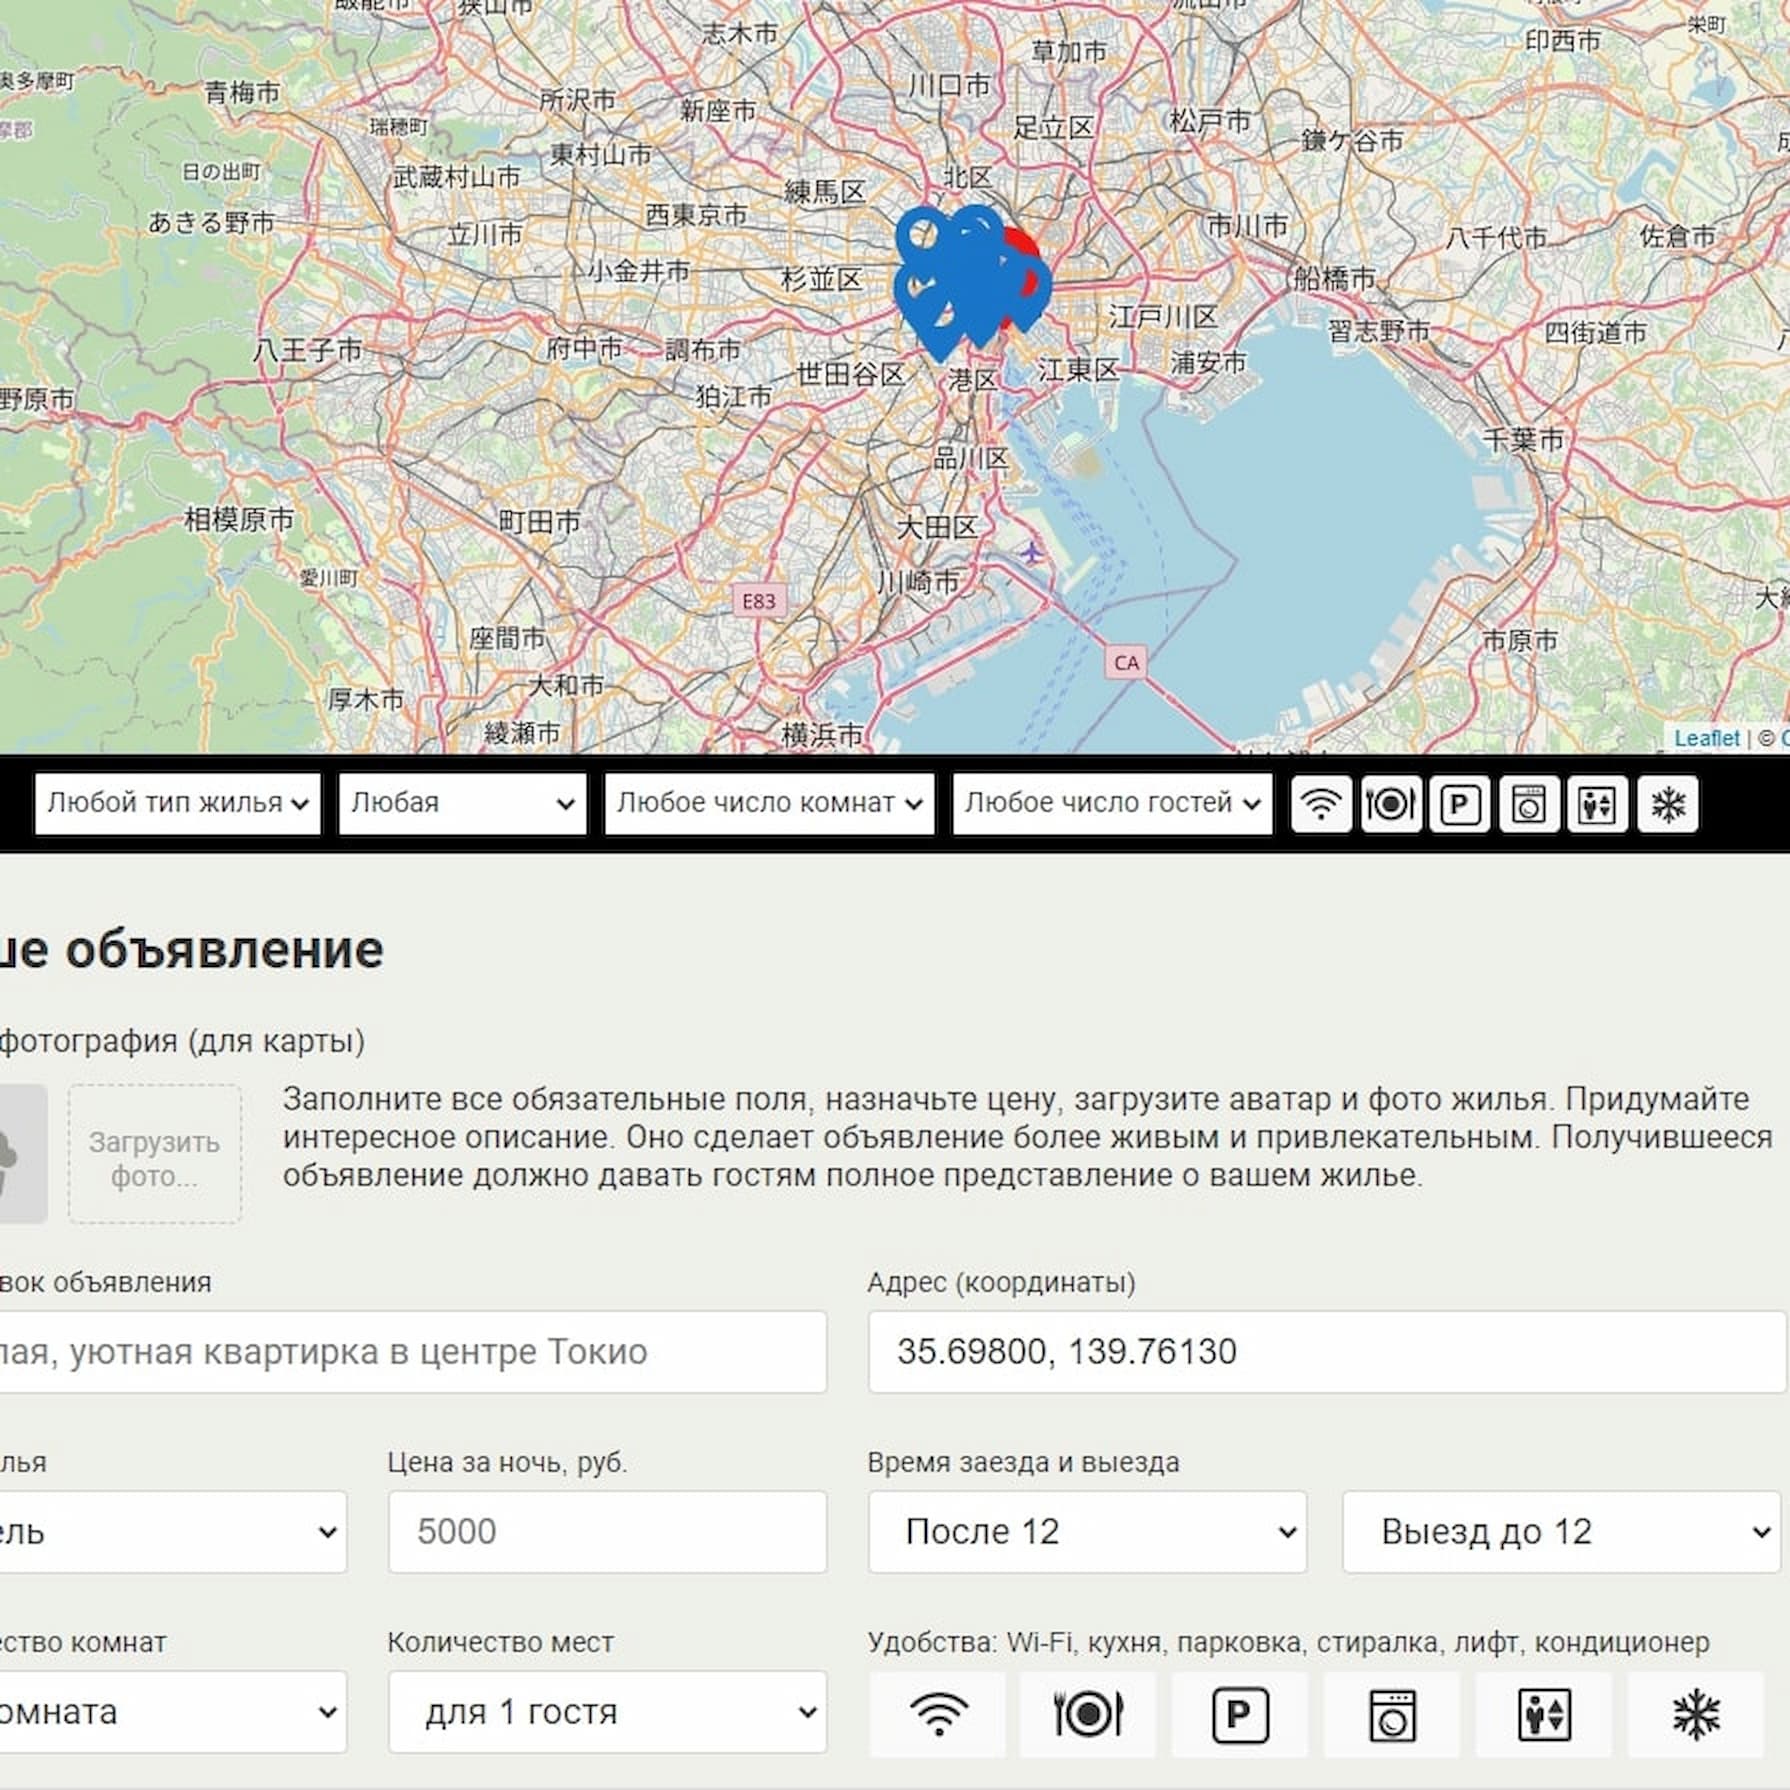 狭山市
志木市
草加市
印西市
栄町
奥多摩町
青梅市
所沢市
新座市
川口市
足立区
松戸市
鎌ケ谷市
瑞穂町
東村山市
日の出町
武蔵村山市
練馬区
北区
あきる野市
立川市
西東京市
市川市
八千代市
佐倉市
小金井市
杉並区
船橋市
江戸川区
習志野市
四街道市
八王子市
府中市
調布市
世田谷区
港区
江東区
浦安市
狛江市
野原市
品川区
千葉市
相模原市
町田市
大田区
愛川町
川崎市
E83
座間市
CA
市原市
厚木市
大和市
綾瀬市
横浜市
Leaflet | ©
Любой тип жилья
Любая
Любое число комнат
Любое число гостей
P
ше объявление
фотография (для карты)
Загрузить
фото...
Заполните все обязательные поля, назначьте цену, загрузите аватар и фото жилья. Придумайте
интересное описание. Оно сделает объявление более живым и привлекательным. Получившееся
объявление должно давать гостям полное представление о вашем жилье.
вок объявления
Адрес (координаты)
лая, уютная квартирка в центре Токио
35.69800, 139.76130
лья
Цена за ночь, руб.
Время заезда и выезда
ель
5000
После 12
Выезд до 12
ество комнат
Количество мест
Удобства: Wi-Fi, кухня, парковка, стиралка, лифт, кондиционер
омната
для 1 гостя
P